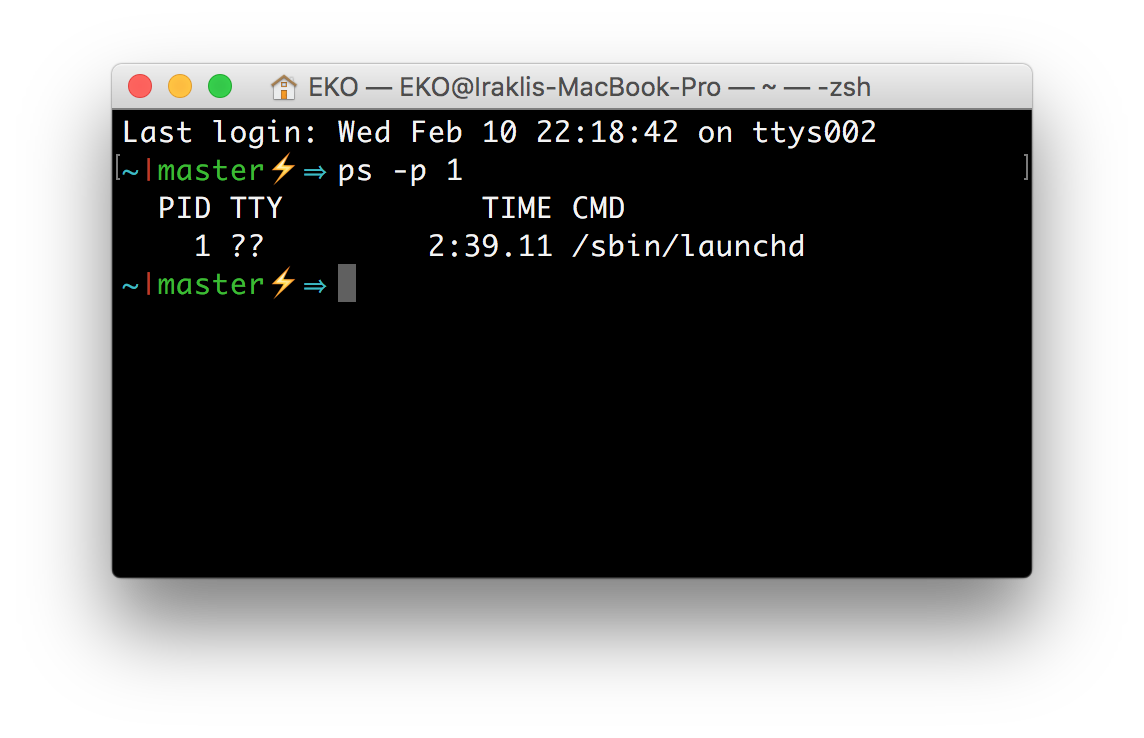 EKO — EKO@Iraklis-MacBook-Pro — ~ — -zsh
Last login: Wed Feb 10 22:18:42 on ttys002
[~|master⚡⇒ ps -p 1 ]
  PID TTY           TIME CMD
    1 ??         2:39.11 /sbin/launchd
~|master⚡⇒